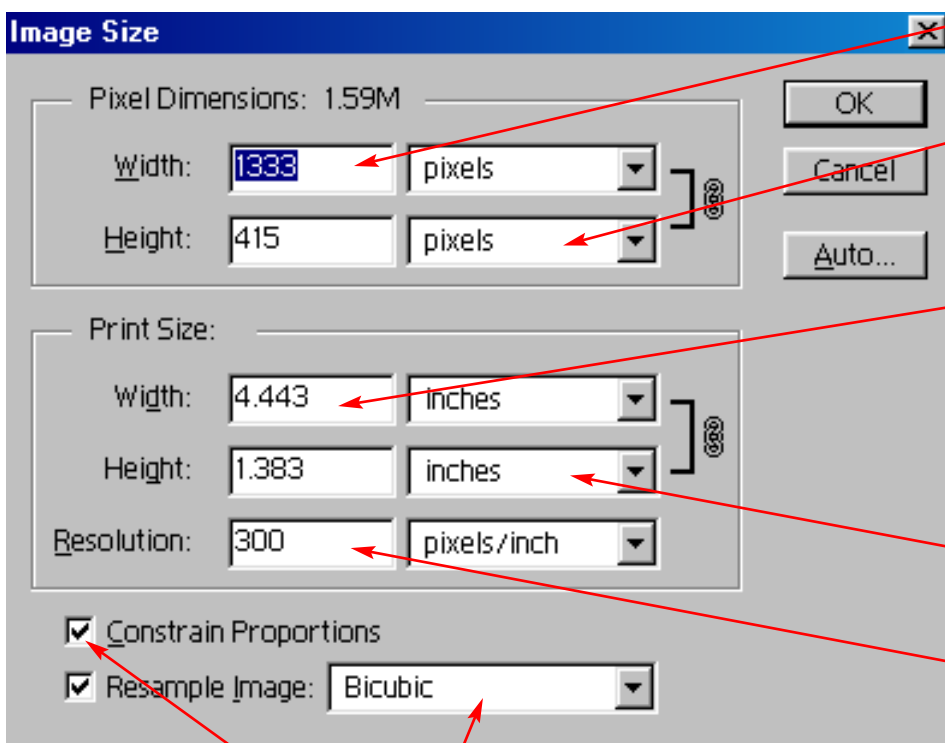 Image Size
Pixel Dimensions: 1.59M
OK
Width: 1333 pixels
Cancel
Height: 415 pixels
Auto...
Print Size:
Width: 4.443 inches
Height: 1.383 inches
Resolution: 300 pixels/inch
Constrain Proportions
Resample Image: Bicubic